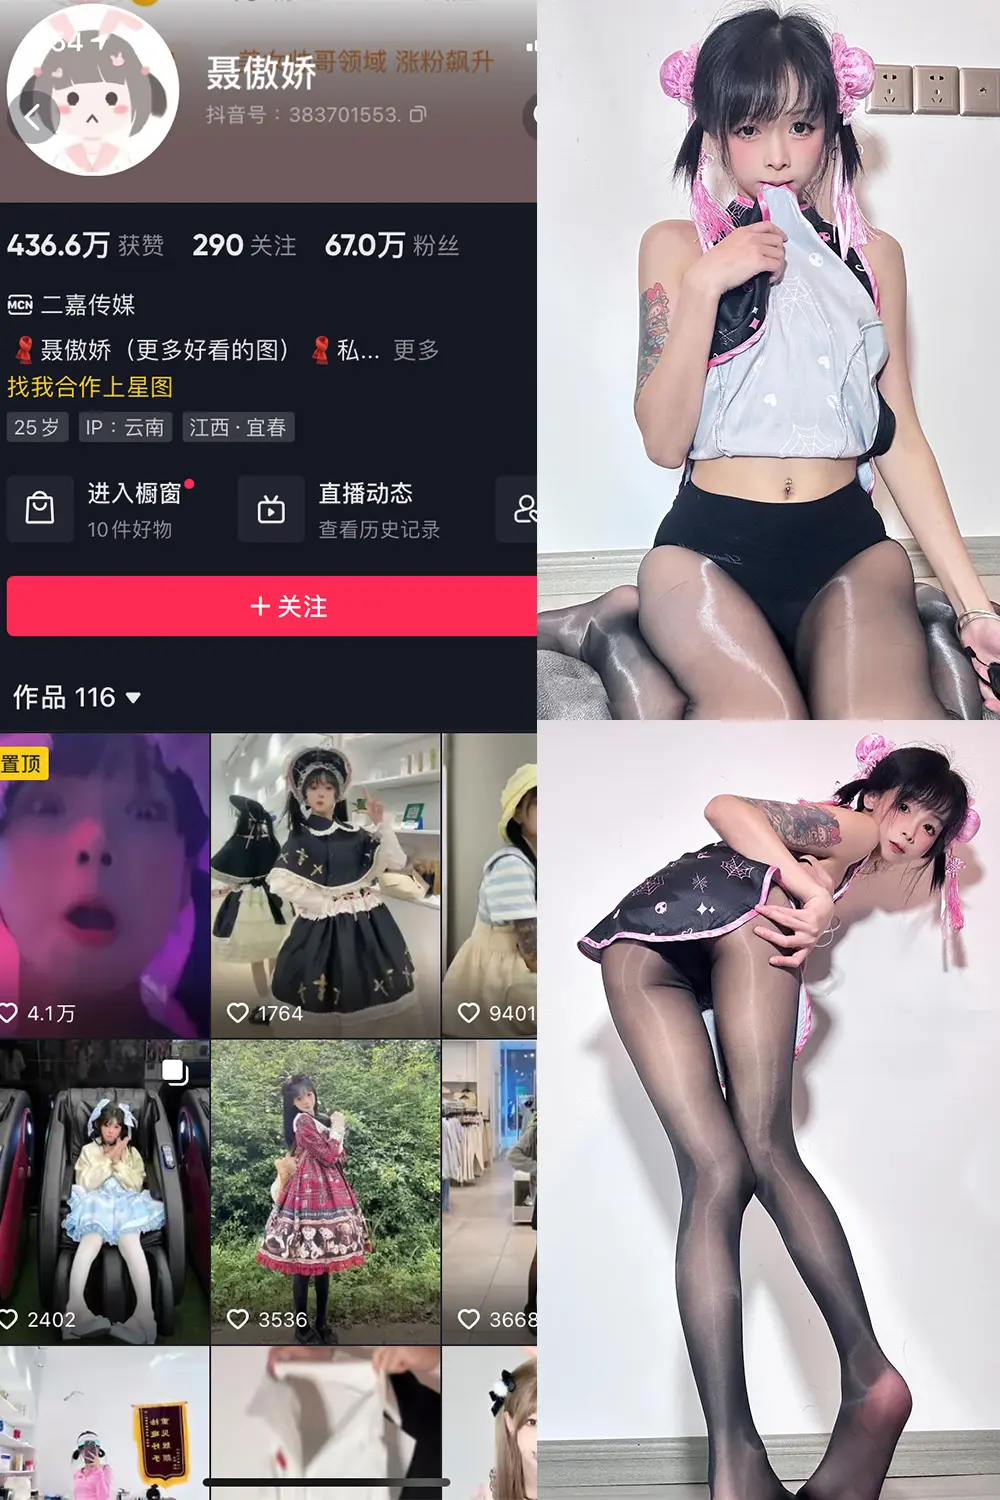 领域 涨粉飙升
聂傲娇
抖音号：383701553.
436.6万 获赞 290 关注 67.0万 粉丝
MCN 二嘉传媒
聂傲娇（更多好看的图） 私... 更多
找我合作上星图
25岁 IP：云南 江西·宜春
进入橱窗 直播动态
10件好物 查看历史记录
+ 关注
作品 116
置顶
4.1万 1764 9401
2402 3536 3668